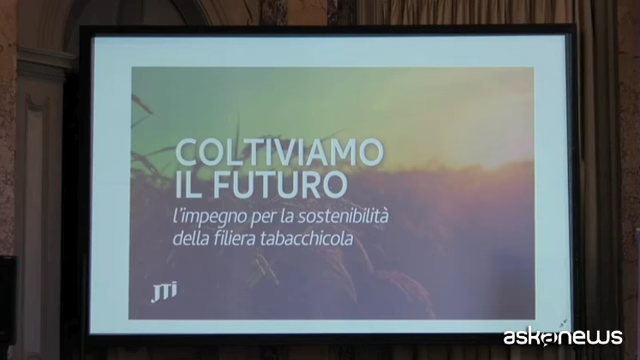 COLTIVIAMO
IL FUTURO
l'impegno per la sostenibilità
della filiera tabacchicola
JTI
askanews